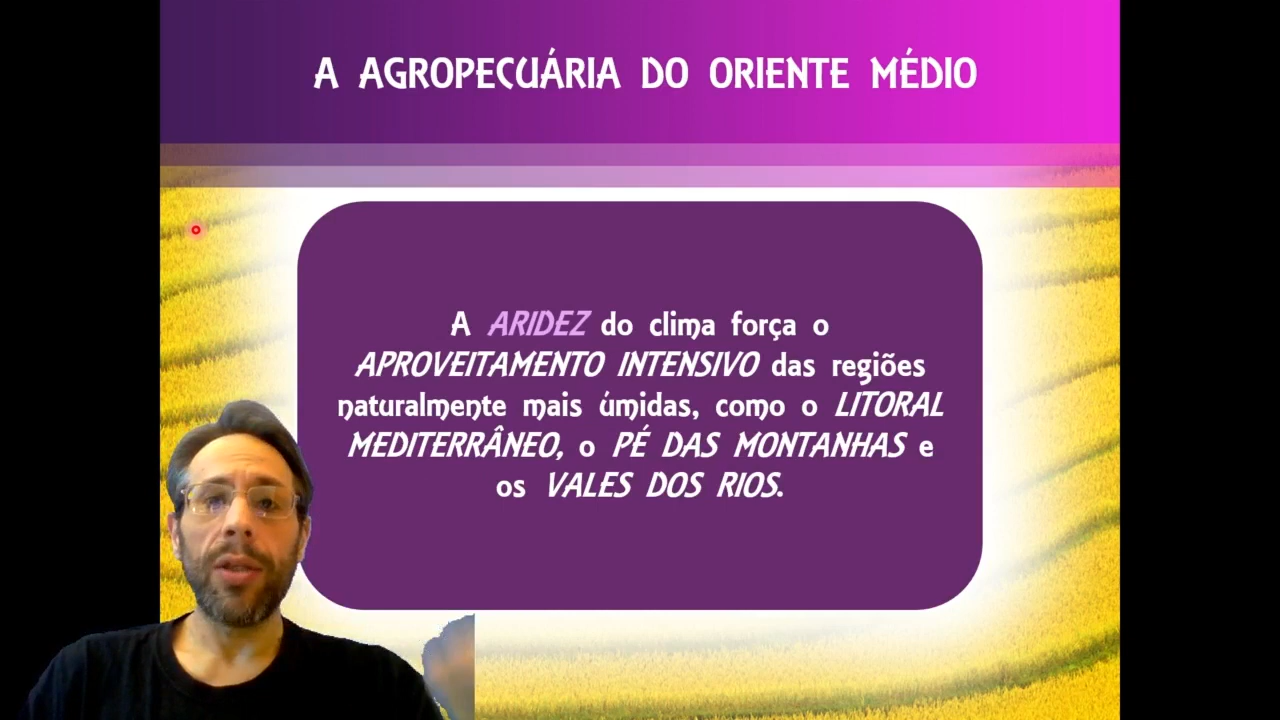 A AGROPECUÁRIA DO ORIENTE MÉDIO
A ARIDEZ do clima força o
APROVEITAMENTO INTENSIVO das regiões
naturalmente mais úmidas, como o LITORAL
MEDITERRÂNEO, o PÉ DAS MONTANHAS e
os VALES DOS RIOS.